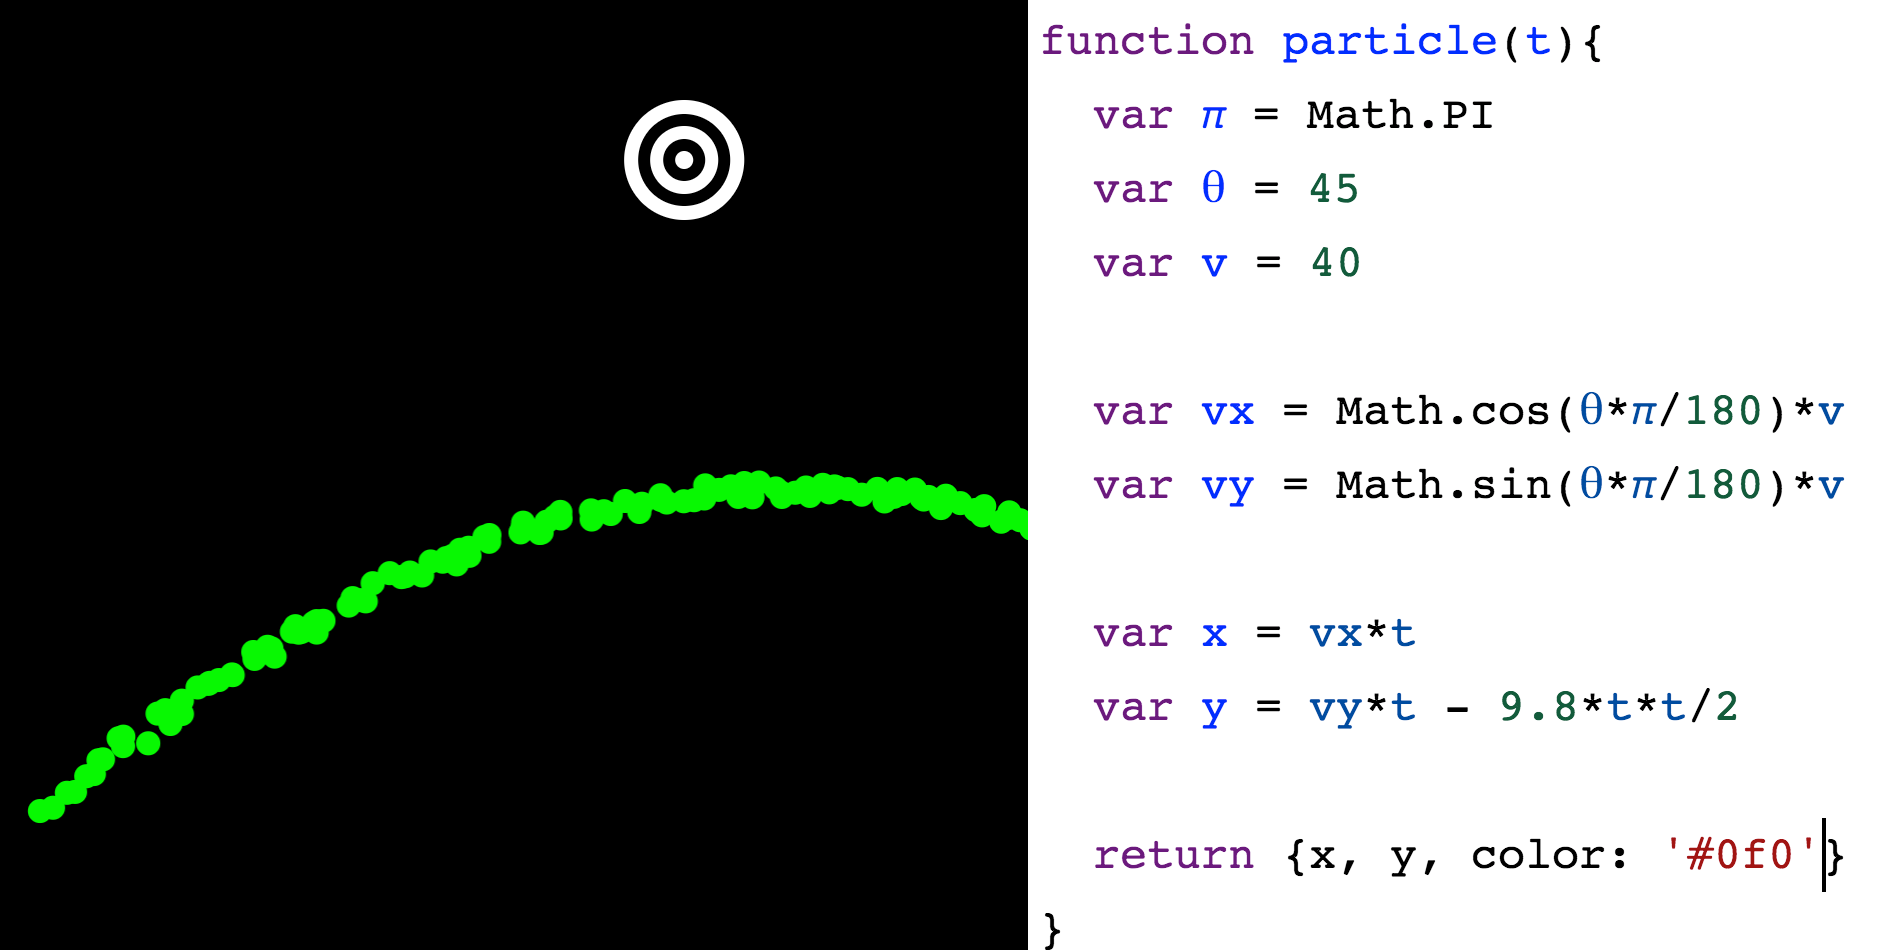 function particle(t){
var π = Math.PI
var θ = 45
var v = 40
var vx = Math.cos(θ*π/180)*v
var vy = Math.sin(θ*π/180)*v
var x = vx*t
var y = vy*t - 9.8*t*t/2
return {x, y, color: '#0f0'}
}